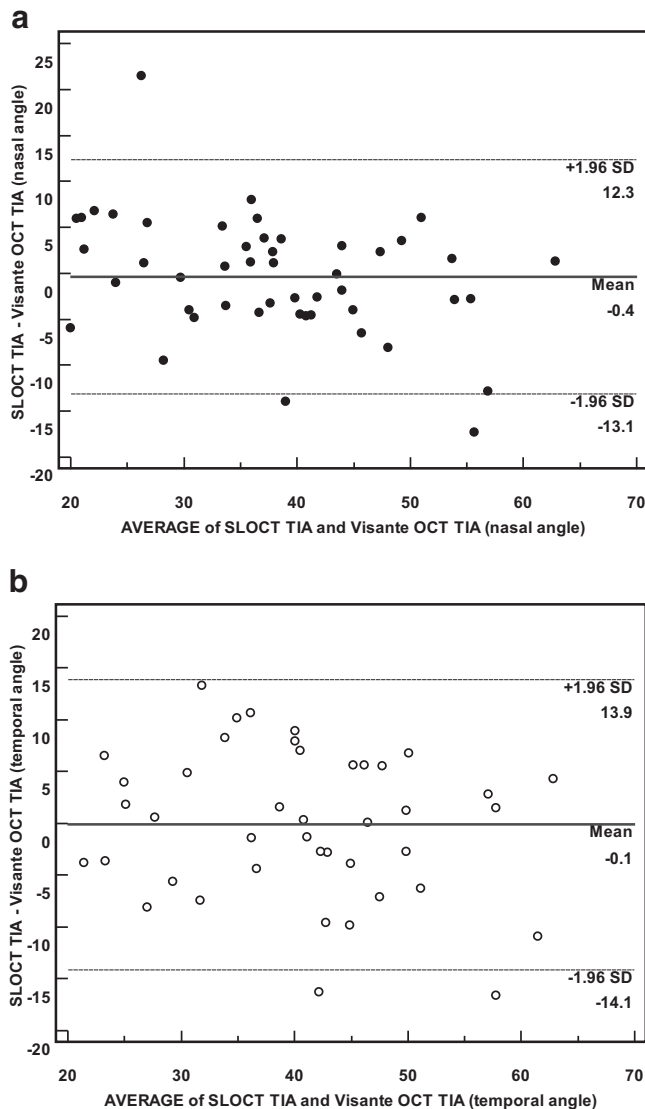 a
25
20
15
10
5
0
-5
-10
-15
-20
SLOCT TIA - Visante OCT TIA (nasal angle)
+1.96 SD
12.3
Mean
-0.4
-1.96 SD
-13.1
20 30 40 50 60 70
AVERAGE of SLOCT TIA and Visante OCT TIA (nasal angle)
b
20
15
10
5
0
-5
-10
-15
-20
SLOCT TIA - Visante OCT TIA (temporal angle)
+1.96 SD
13.9
Mean
-0.1
-1.96 SD
-14.1
20 30 40 50 60 70
AVERAGE of SLOCT TIA and Visante OCT TIA (temporal angle)